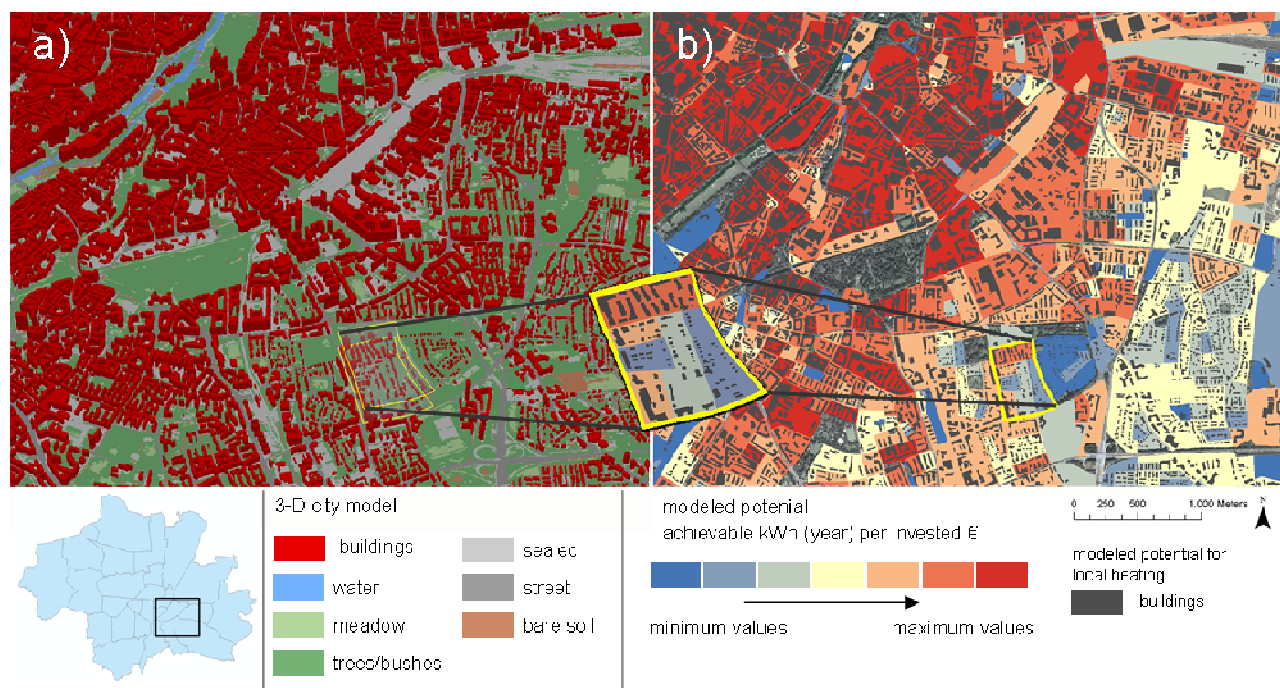 a)
b)
3-D city model
buildings
water
meadow
trees/bushes
sealed
street
bare soil
modeled potential
achievable kWh (year) per invested €
minimum values
maximum values
0 250 500 1.000 Meters
N
modeled potential for
local heating
buildings